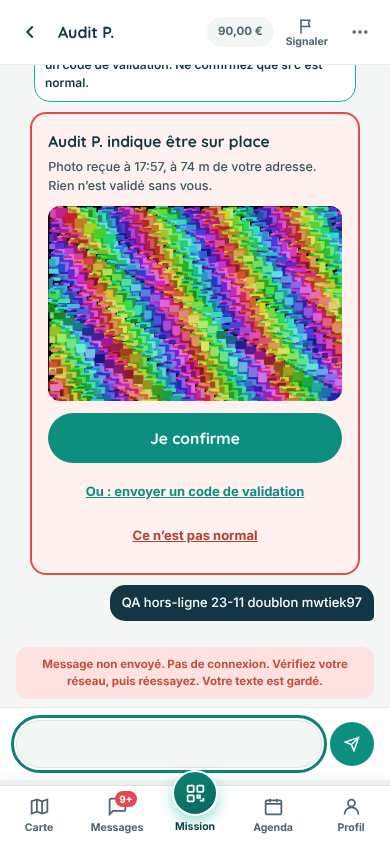 Audit P.
90,00 €
Signaler
un code de validation. Ne confirmez que si c'est
normal.
Audit P. indique être sur place
Photo reçue à 17:57, à 74 m de votre adresse.
Rien n'est validé sans vous.
Je confirme
Ou : envoyer un code de validation
Ce n'est pas normal
QA hors-ligne 23-11 doublon mwtiek97
Message non envoyé. Pas de connexion. Vérifiez votre
réseau, puis réessayez. Votre texte est gardé.
9+
Carte
Messages
Mission
Agenda
Profil